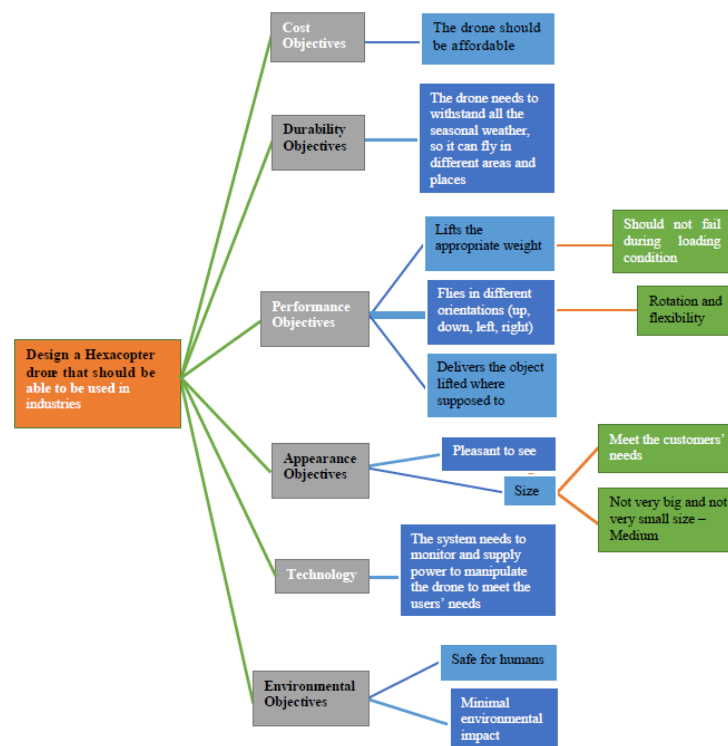 Cost
Objectives
The drone should
be affordable
Durability
Objectives
The drone needs to
withstand all the
seasonal weather,
so it can fly in
different areas and
places
Performance
Objectives
Lifts the
appropriate weight
Should not fail
during loading
condition
Flies in different
orientations (up,
down, left, right)
Rotation and
flexibility
Delivers the object
lifted where
supposed to
Design a Hexacopter
drone that should be
able to be used in
industries
Appearance
Objectives
Pleasant to see
Size
Meet the customers'
needs
Not very big and not
very small size –
Medium
Technology
The system needs to
monitor and supply
power to manipulate
the drone to meet the
users' needs
Environmental
Objectives
Safe for humans
Minimal
environmental
impact